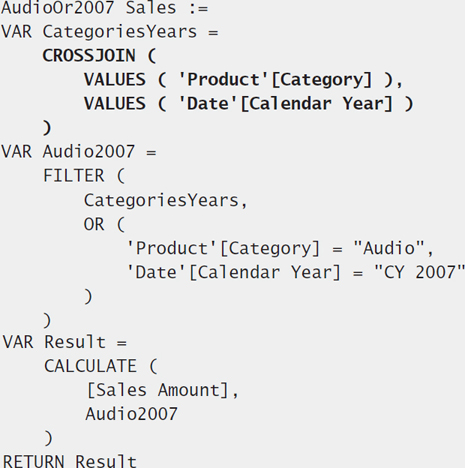 AudioOr2007 Sales :=
VAR CategoriesYears =
    CROSSJOIN (
        VALUES ( 'Product'[Category] ),
        VALUES ( 'Date'[Calendar Year] )
    )
VAR Audio2007 =
    FILTER (
        CategoriesYears,
        OR (
            'Product'[Category] = "Audio",
            'Date'[Calendar Year] = "CY 2007"
        )
    )
VAR Result =
    CALCULATE (
        [Sales Amount],
        Audio2007
    )
RETURN Result